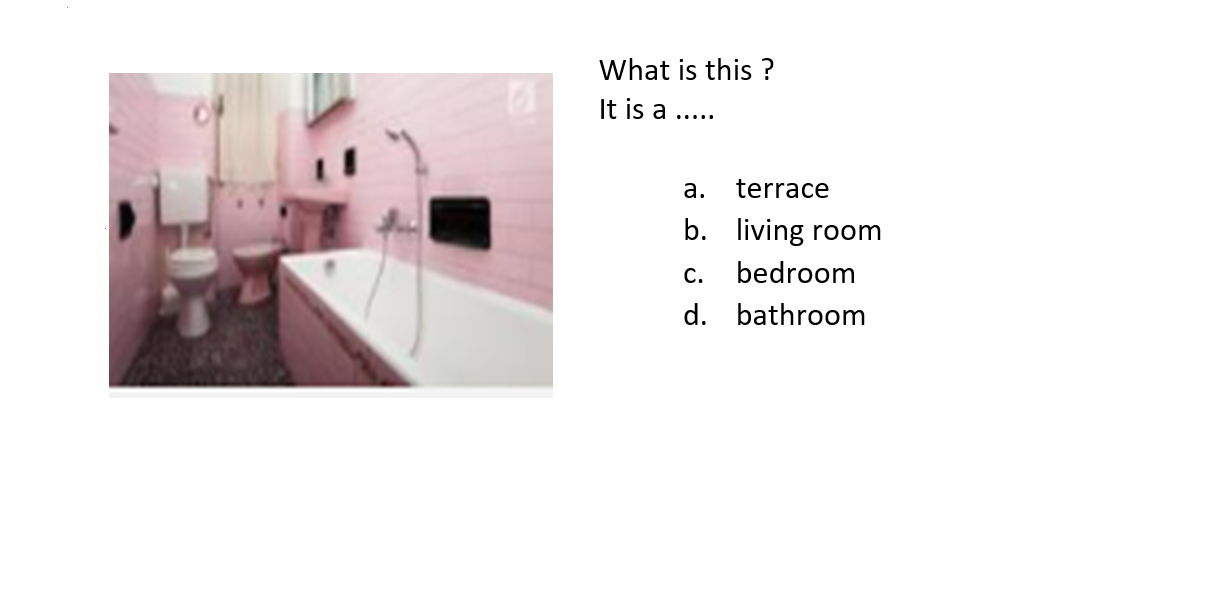 What is this ?
It is a .....
a. terrace
b. living room
c. bedroom
d. bathroom